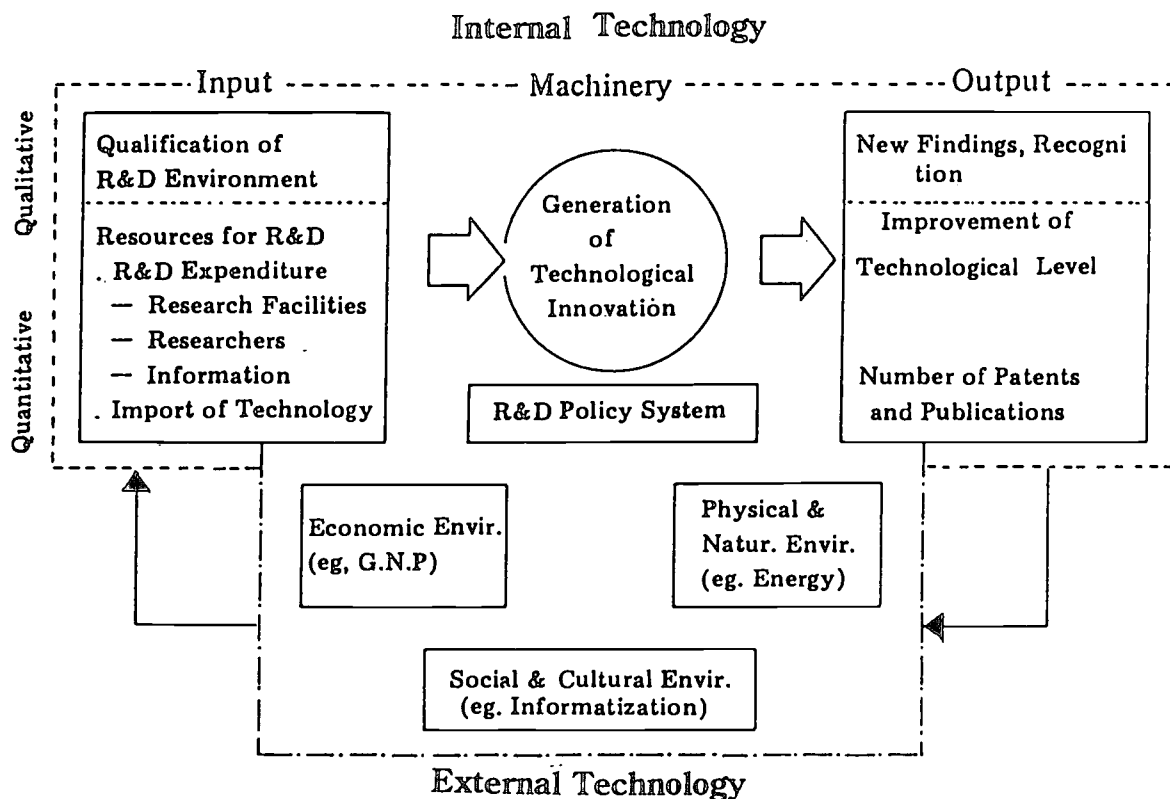 Internal Technology
Input
Machinery
Output
Qualitative
Quantitative
Qualification of
R&D Environment
Resources for R&D
. R&D Expenditure
— Research Facilities
— Researchers
— Information
. Import of Technology
Generation
of
Technological
Innovation
R&D Policy System
New Findings, Recogni
tion
Improvement of
Technological Level
Number of Patents
and Publications
Economic Envir.
(eg, G.N.P)
Physical &
Natur. Envir.
(eg. Energy)
Social & Cultural Envir.
(eg. Informatization)
External Technology